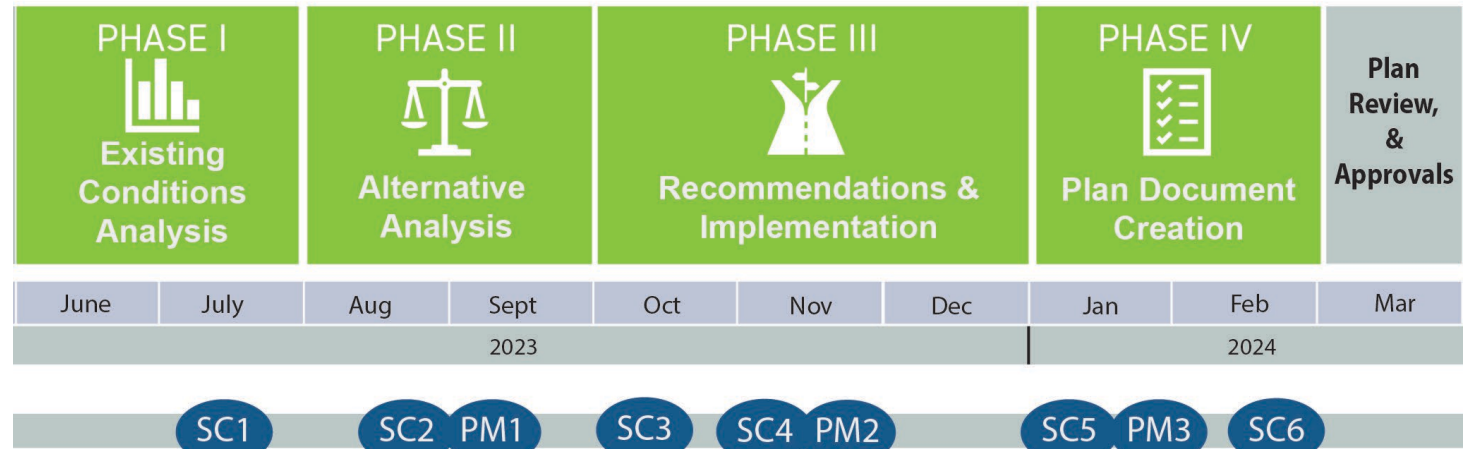 PHASE I
Existing
Conditions
Analysis
PHASE II
Alternative
Analysis
PHASE III
Recommendations &
Implementation
PHASE IV
Plan Document
Creation
Plan
Review,
&
Approvals
June July Aug Sept Oct Nov Dec Jan Feb Mar
2023 2024
SC1 SC2 PM1 SC3 SC4 PM2 SC5 PM3 SC6